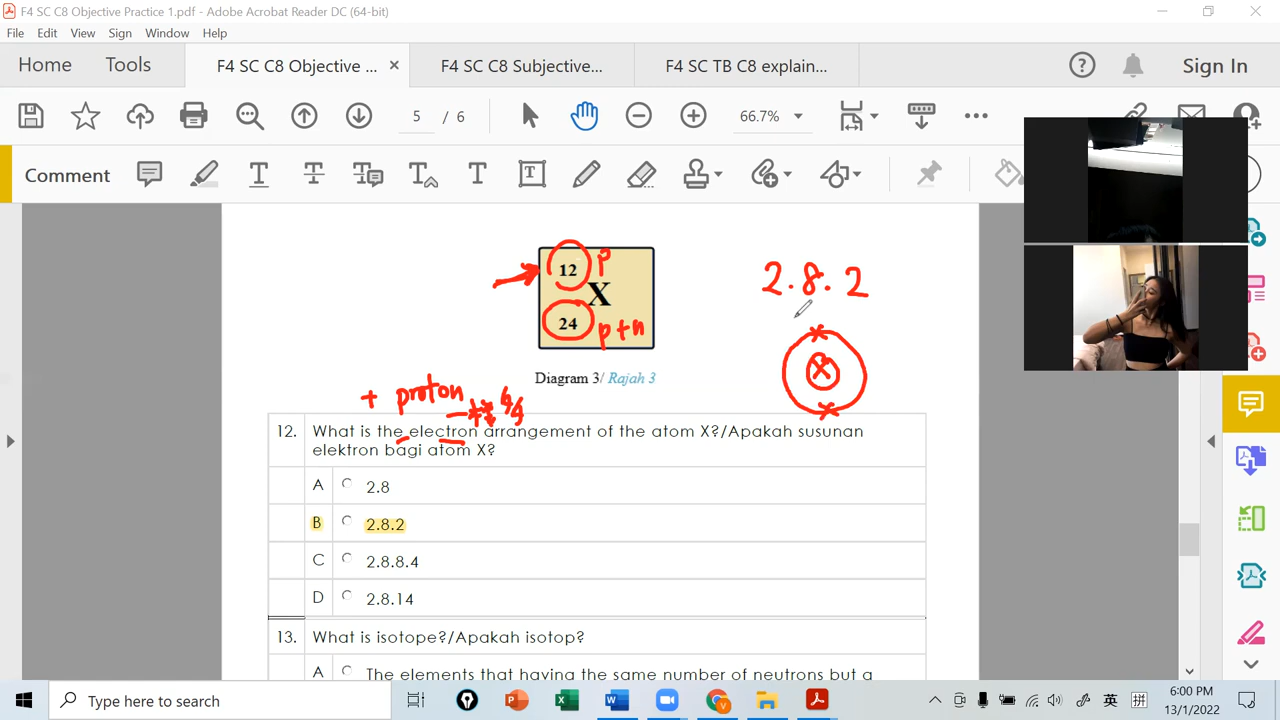 F4 SC C8 Objective Practice 1.pdf - Adobe Acrobat Reader DC (64-bit)
File Edit View Sign Window Help
Home Tools F4 SC C8 Objective ... F4 SC C8 Subjective... F4 SC TB C8 explain... Sign In
5 / 6 66.7%
Comment
12 p
X
24 p+n
2.8.2
X
Diagram 3/ Rajah 3
+ proton
12. What is the electron arrangement of the atom X?/Apakah susunan
elektron bagi atom X?
A 2.8
B 2.8.2
C 2.8.8.4
D 2.8.14
13. What is isotope?/Apakah isotop?
A The elements that having the same number of neutrons but a
Type here to search
英 拼
6:00 PM
13/1/2022